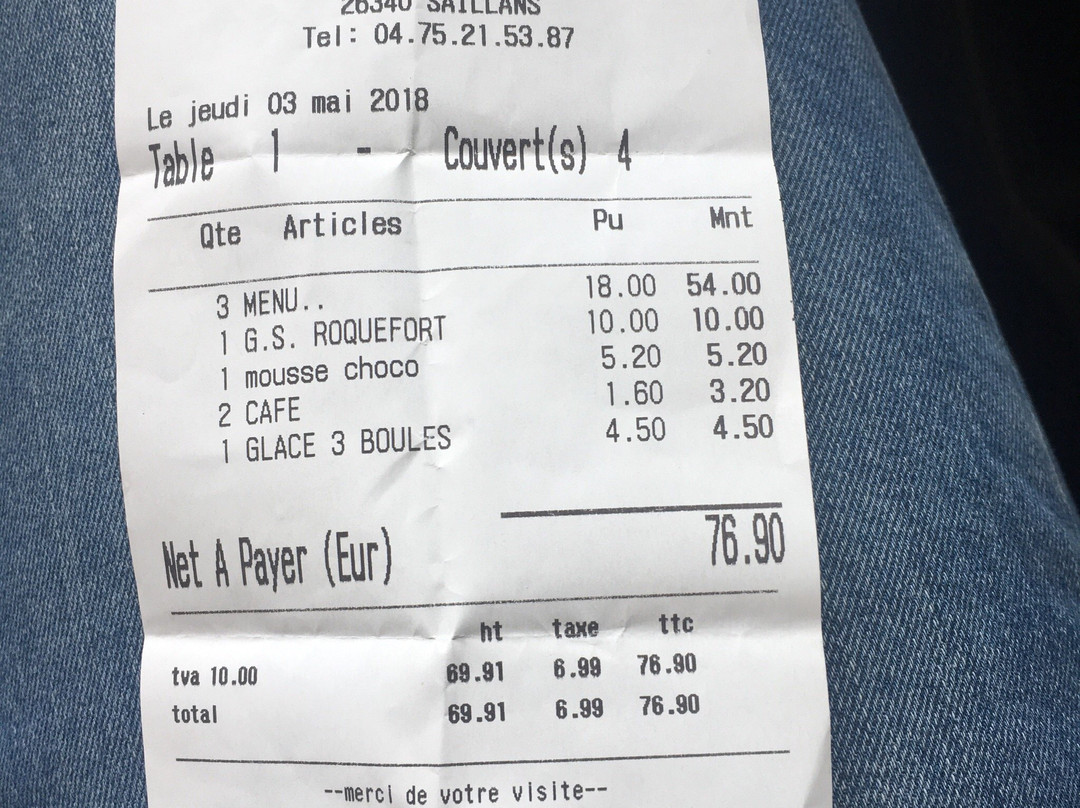 26340 SAILLANS
Tel: 04.75.21.53.87
Le jeudi 03 mai 2018
Table 1 - Couvert(s) 4
Qte Articles Pu Mnt
3 MENU.. 18.00 54.00
1 G.S. ROQUEFORT 10.00 10.00
1 mousse choco 5.20 5.20
2 CAFE 1.60 3.20
1 GLACE 3 BOULES 4.50 4.50
Net A Payer (Eur) 76.90
ht taxe ttc
tva 10.00 69.91 6.99 76.90
total 69.91 6.99 76.90
--merci de votre visite--